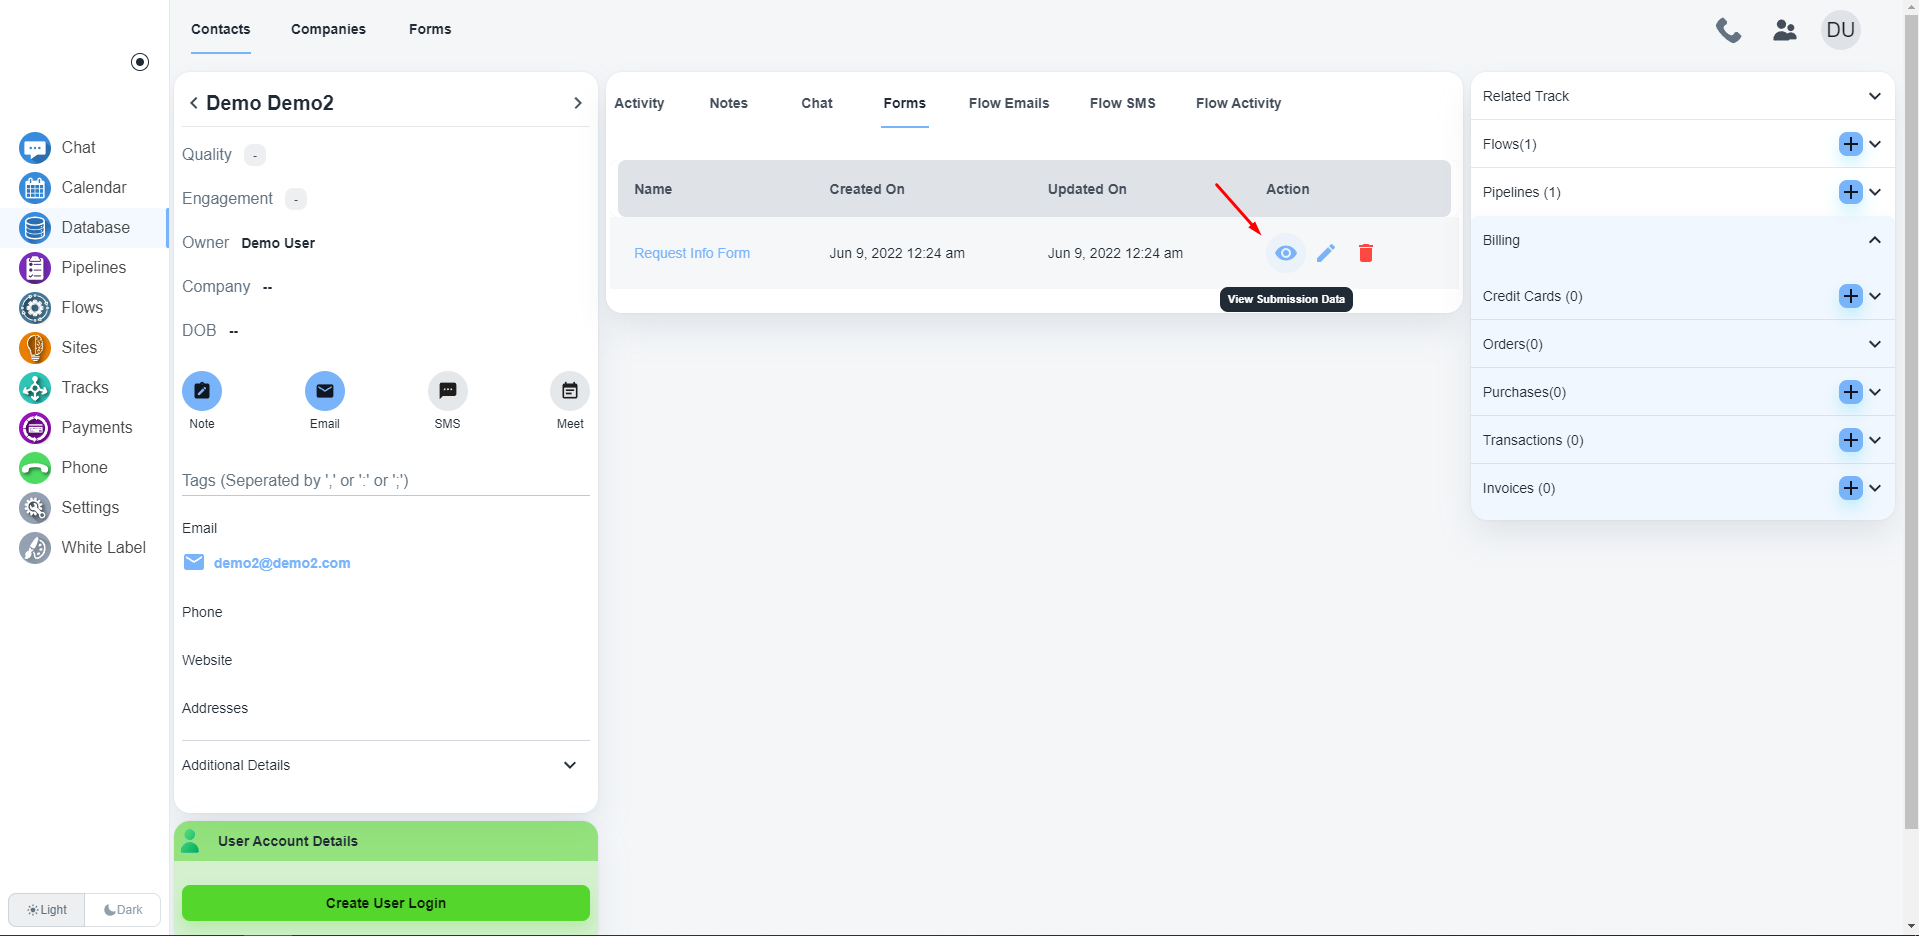 Contacts
Companies
Forms
DU
Chat
Calendar
Database
Pipelines
Flows
Sites
Tracks
Payments
Phone
Settings
White Label
Light
Dark
Demo Demo2
Quality -
Engagement -
Owner Demo User
Company --
DOB --
Note
Email
SMS
Meet
Tags (Seperated by ',' or ':' or ';')
Email
demo2@demo2.com
Phone
Website
Addresses
Additional Details
User Account Details
Create User Login
Activity
Notes
Chat
Forms
Flow Emails
Flow SMS
Flow Activity
Name Created On Updated On Action
Request Info Form Jun 9, 2022 12:24 am Jun 9, 2022 12:24 am
View Submission Data
Related Track
Flows(1)
Pipelines (1)
Billing
Credit Cards (0)
Orders(0)
Purchases(0)
Transactions (0)
Invoices (0)